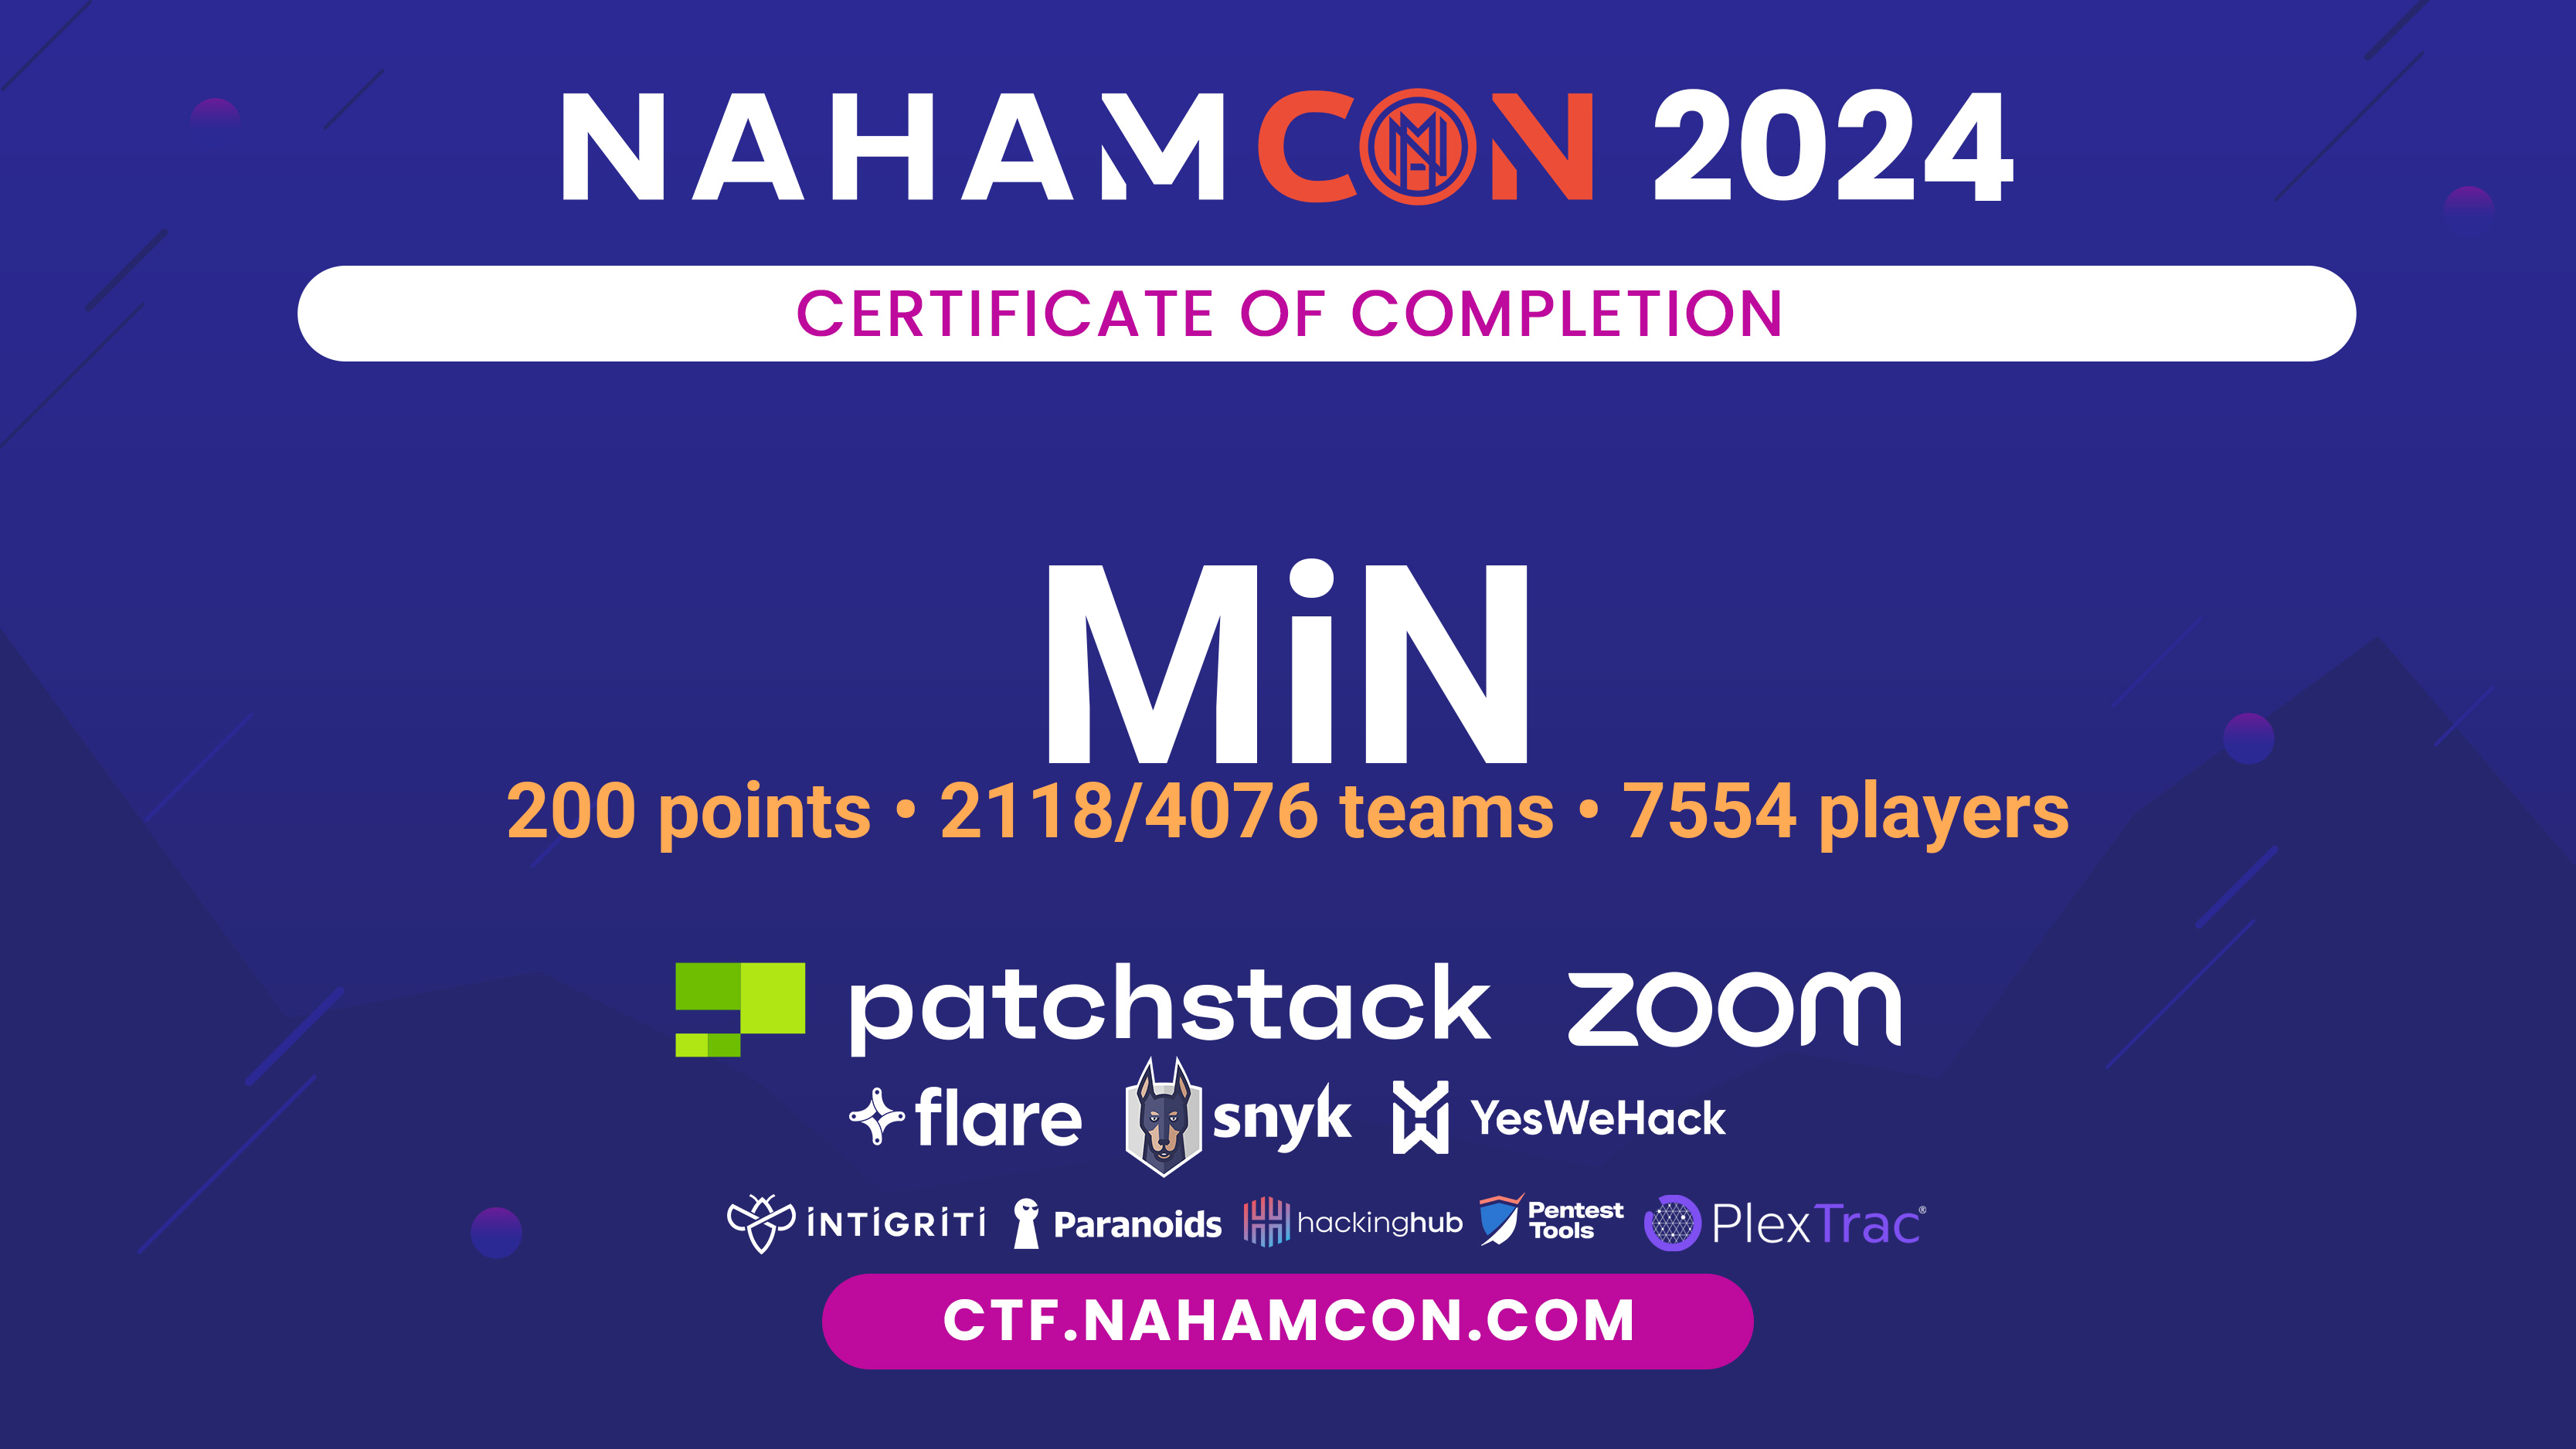 NAHAMCON 2024
CERTIFICATE OF COMPLETION
MiN
200 points • 2118/4076 teams • 7554 players
patchstack zoom
flare snyk YesWeHack
INTIGRITI Paranoids hackinghub Pentest Tools PlexTrac®
CTF.NAHAMCON.COM